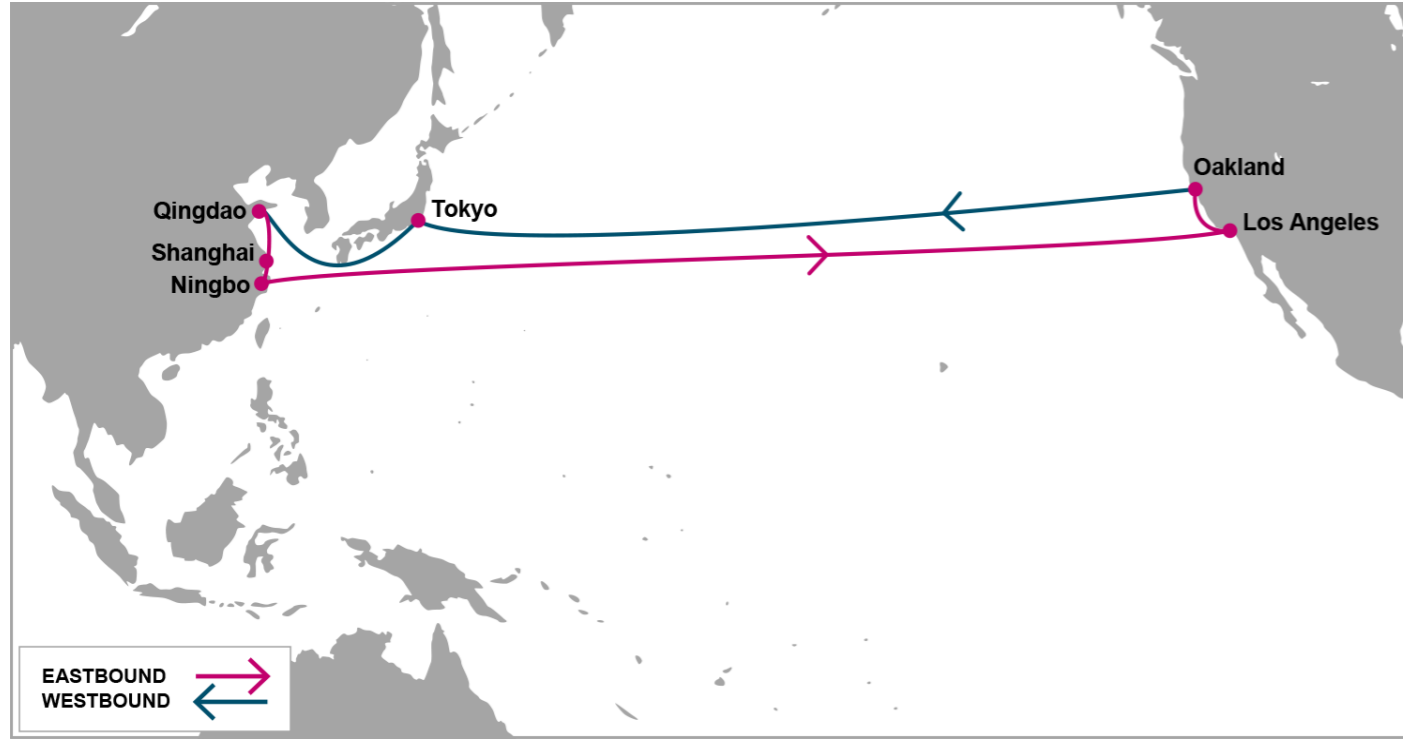 Oakland
Qingdao
Tokyo
Los Angeles
Shanghai
Ningbo
EASTBOUND
WESTBOUND